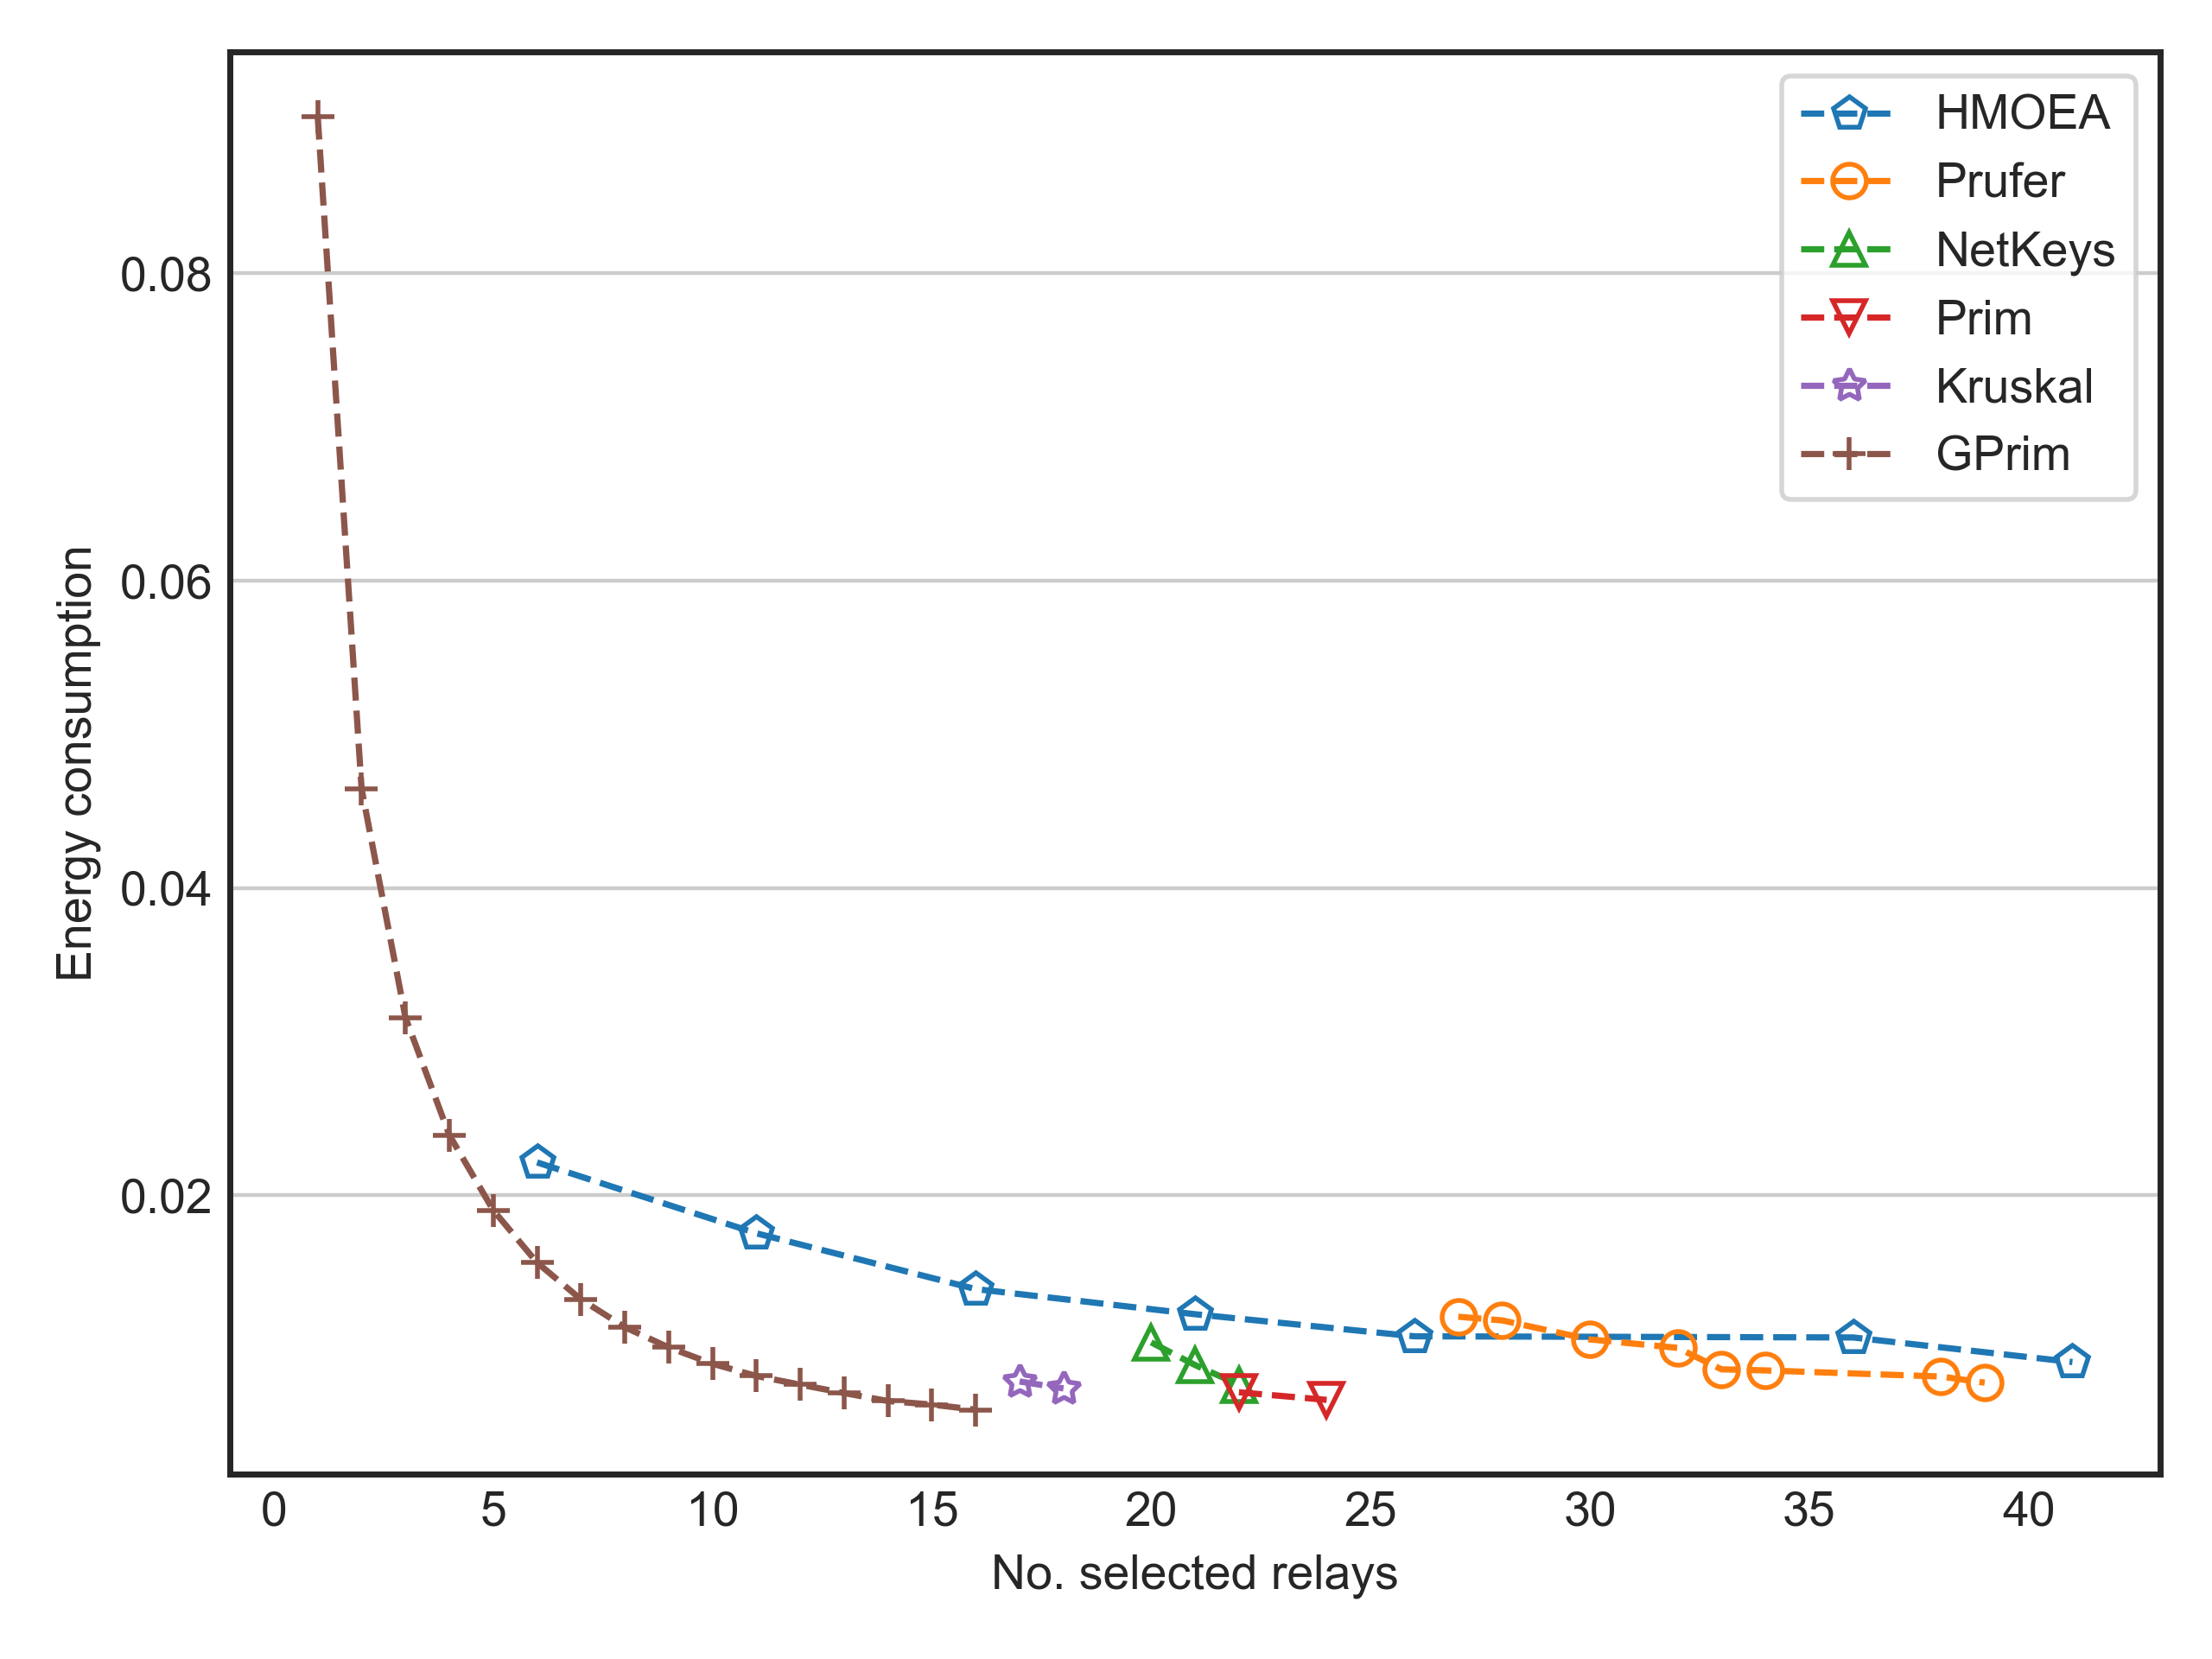 HMOEA
Prufer
NetKeys
Prim
Kruskal
GPrim
0.08
0.06
0.04
0.02
Energy consumption
0 5 10 15 20 25 30 35 40
No. selected relays